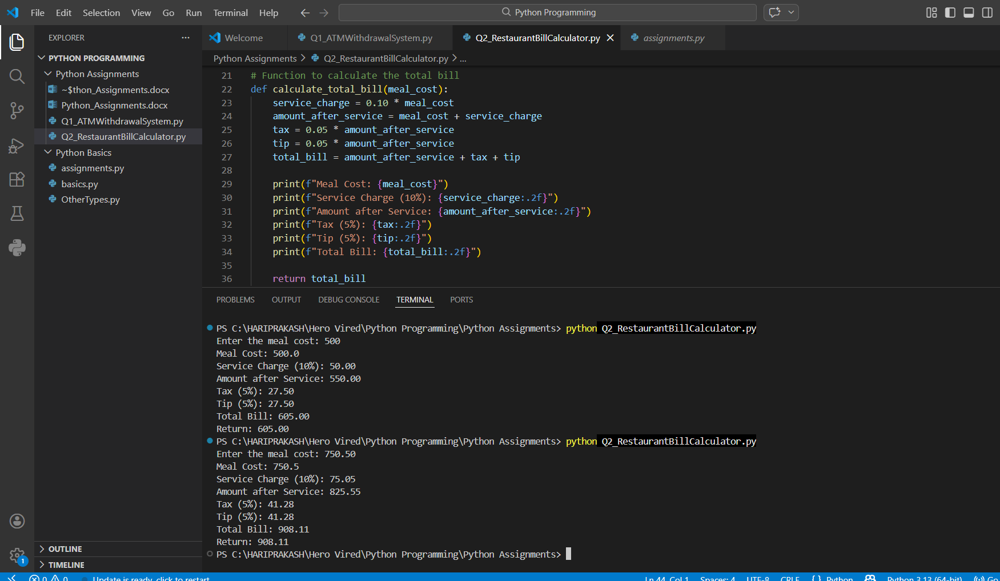 File Edit Selection View Go Run Terminal Help
Python Programming
EXPLORER
PYTHON PROGRAMMING
Python Assignments
~$thon_Assignments.docx
Python_Assignments.docx
Q1_ATMWithdrawalSystem.py
Q2_RestaurantBillCalculator.py
Python Basics
assignments.py
basics.py
OtherTypes.py
OUTLINE
TIMELINE
1
Welcome Q1_ATMWithdrawalSystem.py Q2_RestaurantBillCalculator.py assignments.py
Python Assignments > Q2_RestaurantBillCalculator.py > ...
21 # Function to calculate the total bill
22 def calculate_total_bill(meal_cost):
23 service_charge = 0.10 * meal_cost
24 amount_after_service = meal_cost + service_charge
25 tax = 0.05 * amount_after_service
26 tip = 0.05 * amount_after_service
27 total_bill = amount_after_service + tax + tip
28
29 print(f"Meal Cost: {meal_cost}")
30 print(f"Service Charge (10%): {service_charge:.2f}")
31 print(f"Amount after Service: {amount_after_service:.2f}")
32 print(f"Tax (5%): {tax:.2f}")
33 print(f"Tip (5%): {tip:.2f}")
34 print(f"Total Bill: {total_bill:.2f}")
35
36 return total_bill
PROBLEMS OUTPUT DEBUG CONSOLE TERMINAL PORTS
PS C:\HARIPRAKASH\Hero Vired\Python Programming\Python Assignments> python Q2_RestaurantBillCalculator.py
Enter the meal cost: 500
Meal Cost: 500.0
Service Charge (10%): 50.00
Amount after Service: 550.00
Tax (5%): 27.50
Tip (5%): 27.50
Total Bill: 605.00
Return: 605.00
PS C:\HARIPRAKASH\Hero Vired\Python Programming\Python Assignments> python Q2_RestaurantBillCalculator.py
Enter the meal cost: 750.50
Meal Cost: 750.5
Service Charge (10%): 75.05
Amount after Service: 825.55
Tax (5%): 41.28
Tip (5%): 41.28
Total Bill: 908.11
Return: 908.11
PS C:\HARIPRAKASH\Hero Vired\Python Programming\Python Assignments>
0 0 Update is ready, click to restart. Ln 44, Col 1 Spaces: 4 UTF-8 CRLF {} Python Python 3.13 (64-bit) Go